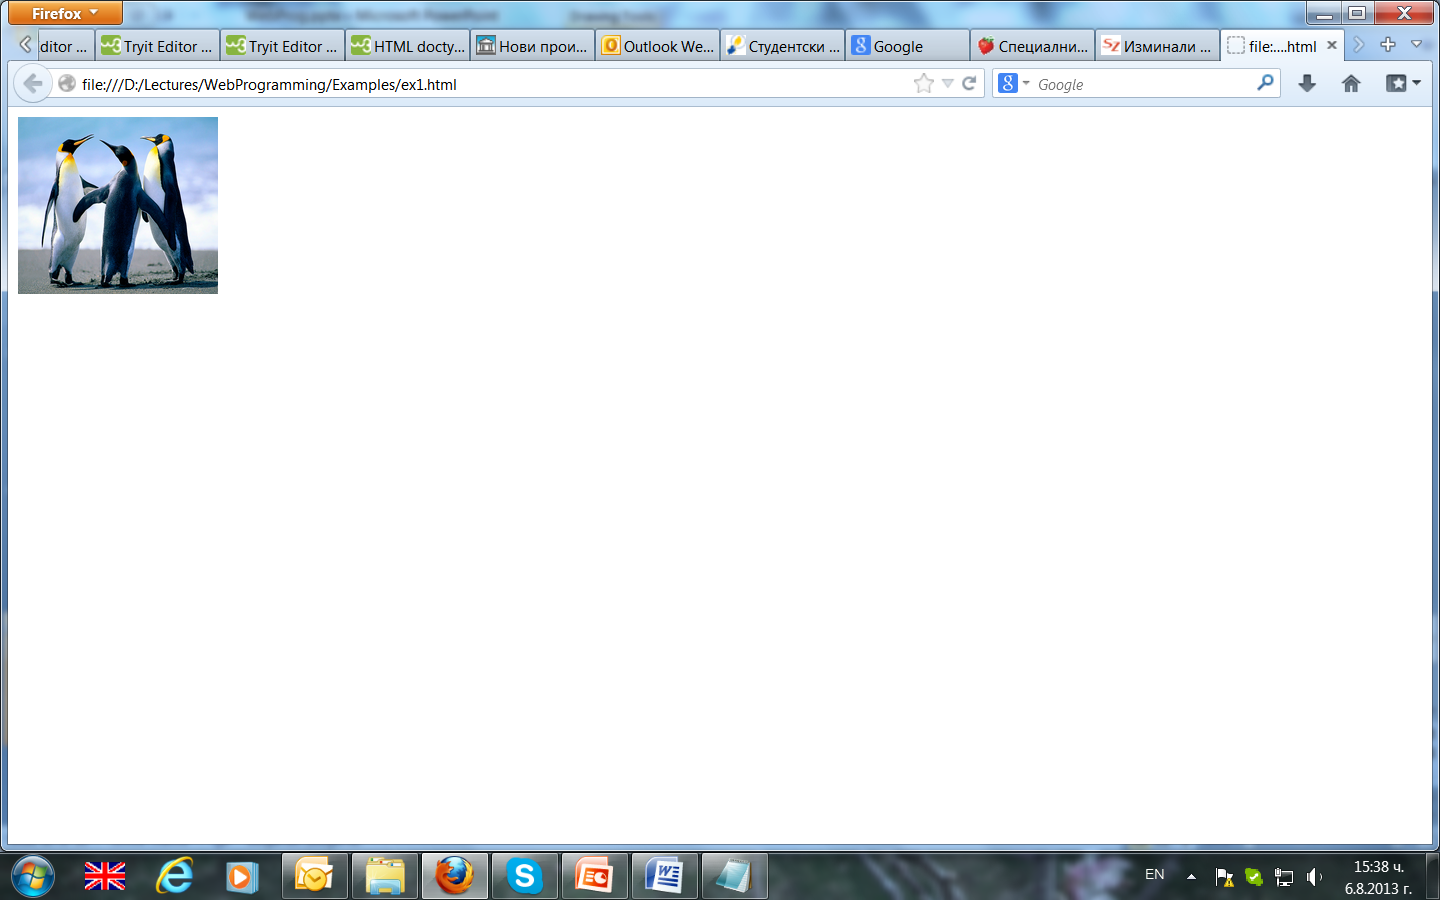 Firefox
ditor ...
Tryit Editor ...
Tryit Editor ...
HTML docty...
Нови прои...
Outlook We...
Студентски ...
Google
Специални...
Изминали ...
file:....html
file:///D:/Lectures/WebProgramming/Examples/ex1.html
Google
EN
15:38 ч.
6.8.2013 г.